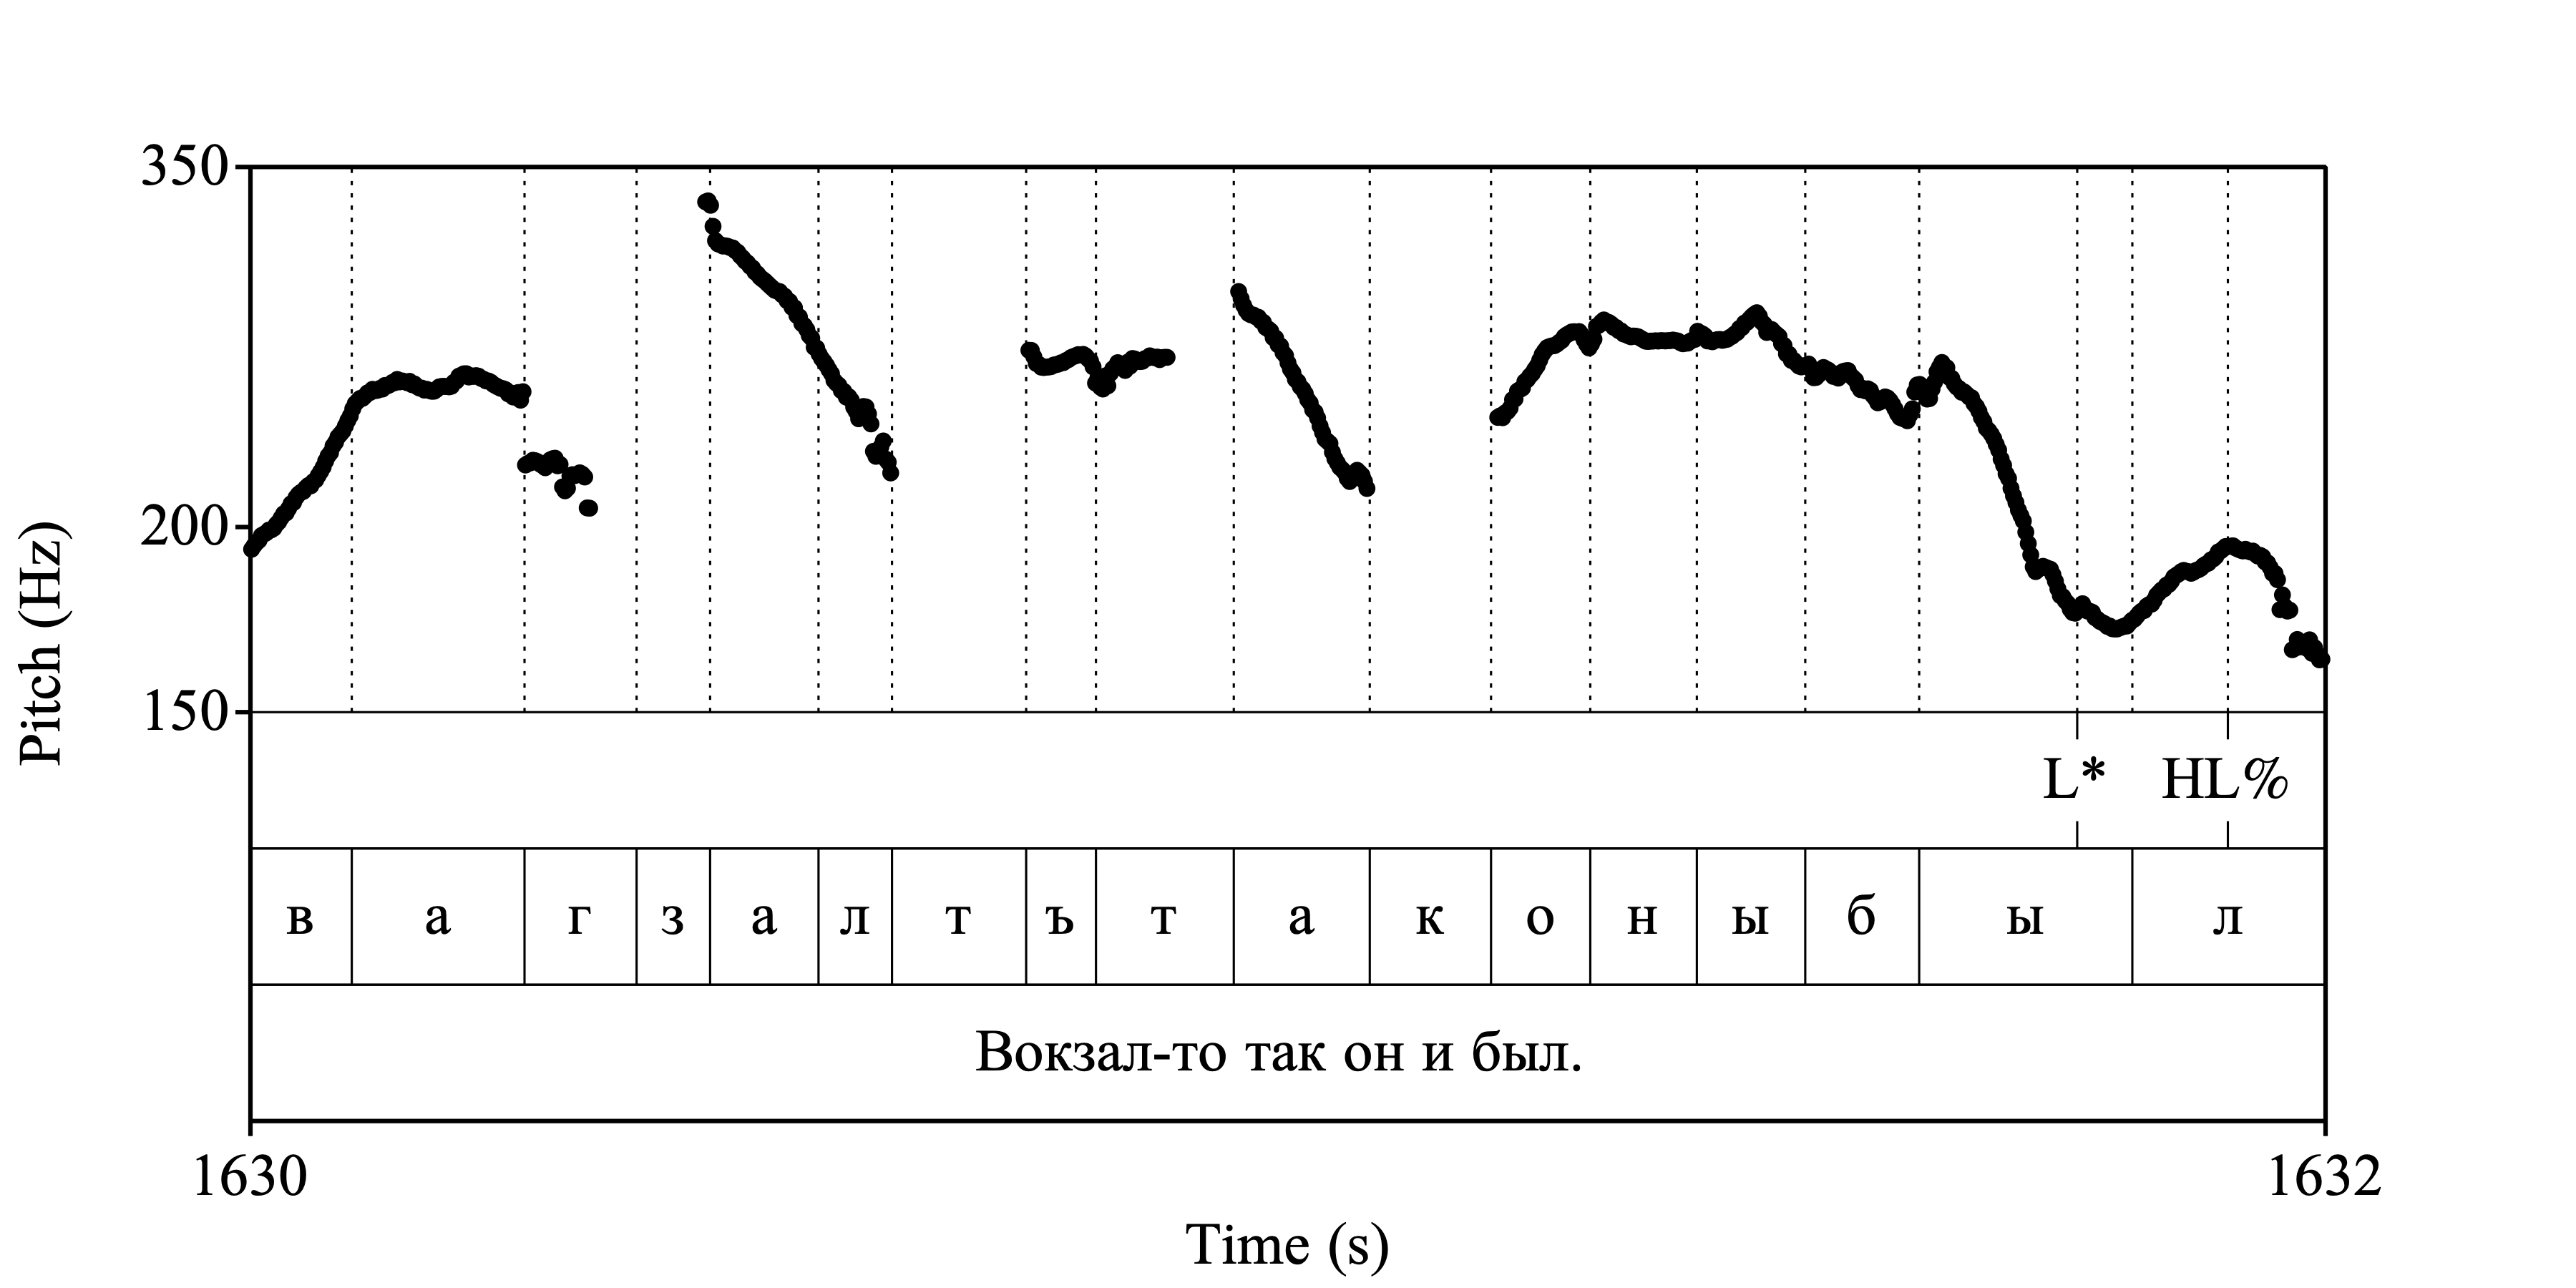 350
200
150
Pitch (Hz)
L* HL%
в а г з а л т ъ т а к о н ы б ы л
Вокзал-то так он и был.
1630 1632
Time (s)